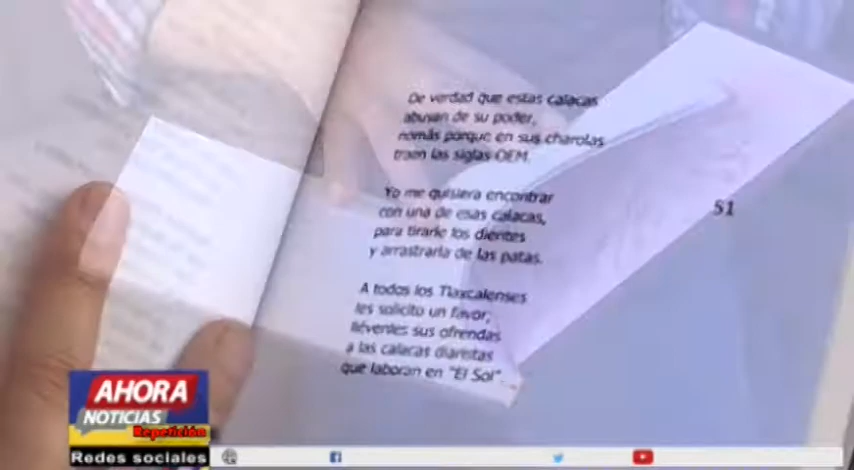 De verdad que estas calacas
abusan de su poder,
nomás porque en sus charolas
traen las siglas OEM.
Yo me quisiera encontrar
con una de esas calacas,
para tirarle los dientes
y arrastrarla de las patas.
51
A todos los Tlaxcalenses
les solicito un favor,
llévenles sus ofrendas
a las calacas diaristas
que laboran en "El Sol".
AHORA
NOTICIAS
Repetición
Redes sociales